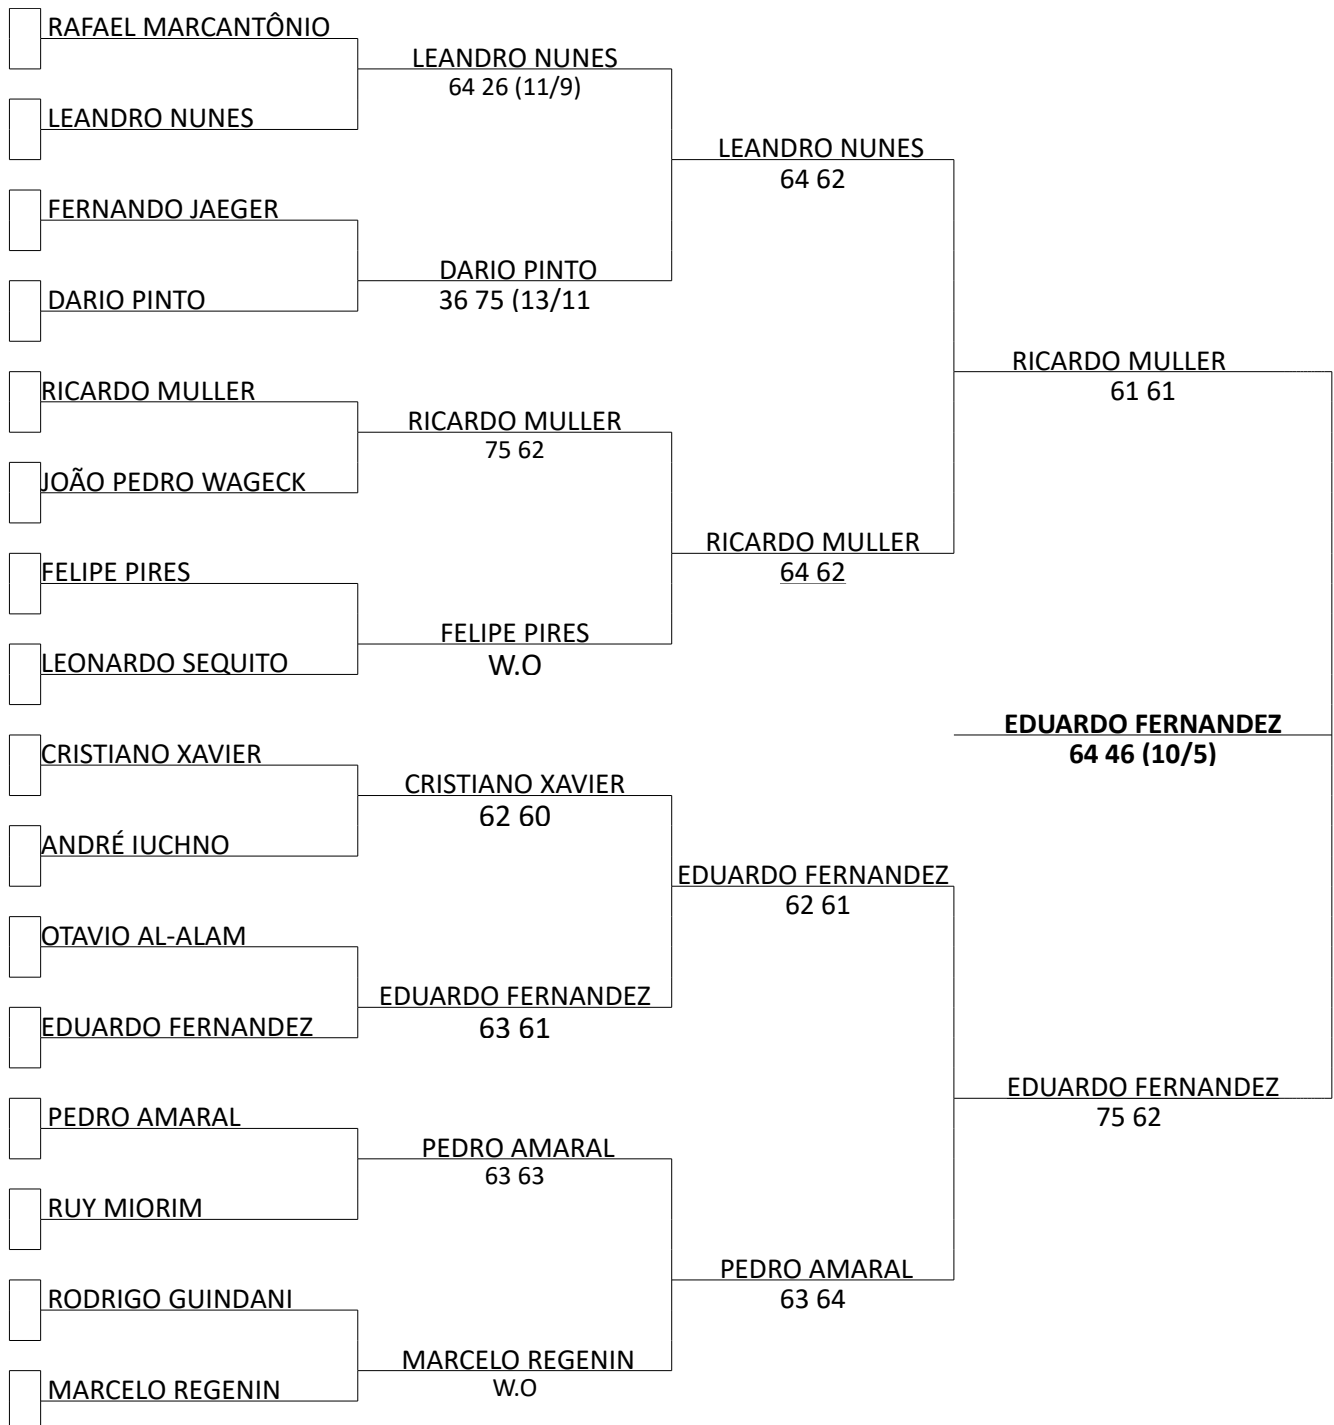 RAFAEL MARCANTÔNIO
LEANDRO NUNES
64 26 (11/9)
LEANDRO NUNES
LEANDRO NUNES
64 62
FERNANDO JAEGER
DARIO PINTO
36 75 (13/11
DARIO PINTO
RICARDO MULLER
61 61
RICARDO MULLER
RICARDO MULLER
75 62
JOÃO PEDRO WAGECK
RICARDO MULLER
64 62
FELIPE PIRES
FELIPE PIRES
W.O
LEONARDO SEQUITO
EDUARDO FERNANDEZ
64 46 (10/5)
CRISTIANO XAVIER
CRISTIANO XAVIER
62 60
ANDRÉ IUCHNO
EDUARDO FERNANDEZ
62 61
OTAVIO AL-ALAM
EDUARDO FERNANDEZ
63 61
EDUARDO FERNANDEZ
EDUARDO FERNANDEZ
75 62
PEDRO AMARAL
PEDRO AMARAL
63 63
RUY MIORIM
PEDRO AMARAL
63 64
RODRIGO GUINDANI
MARCELO REGENIN
W.O
MARCELO REGENIN